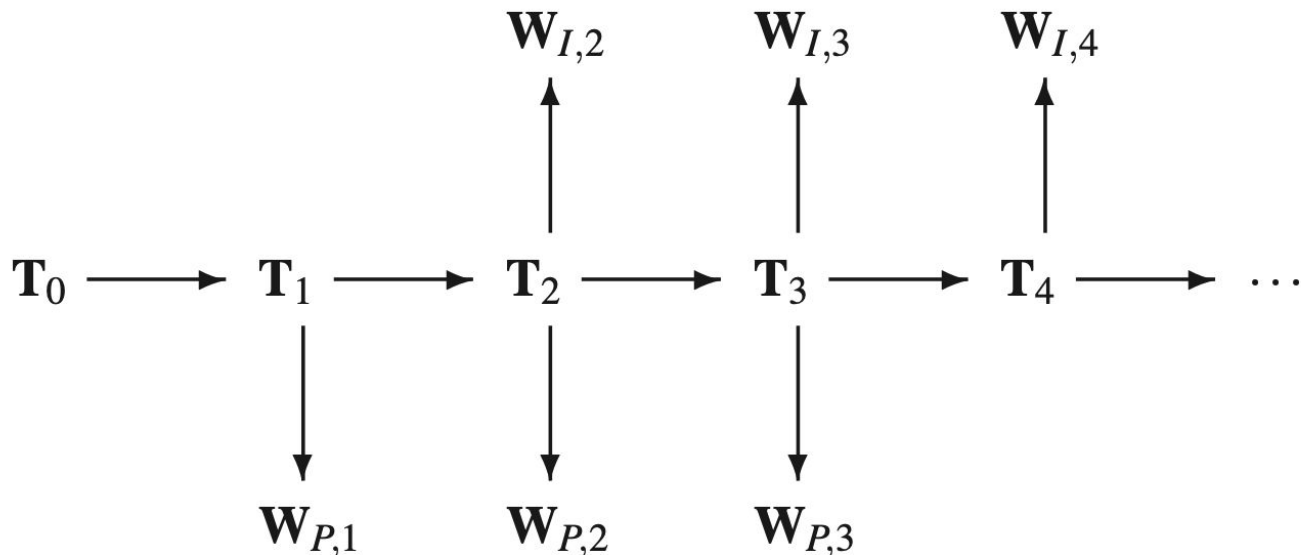 W_{I,2} W_{I,3} W_{I,4}
T_0 T_1 T_2 T_3 T_4 ...
W_{P,1} W_{P,2} W_{P,3}